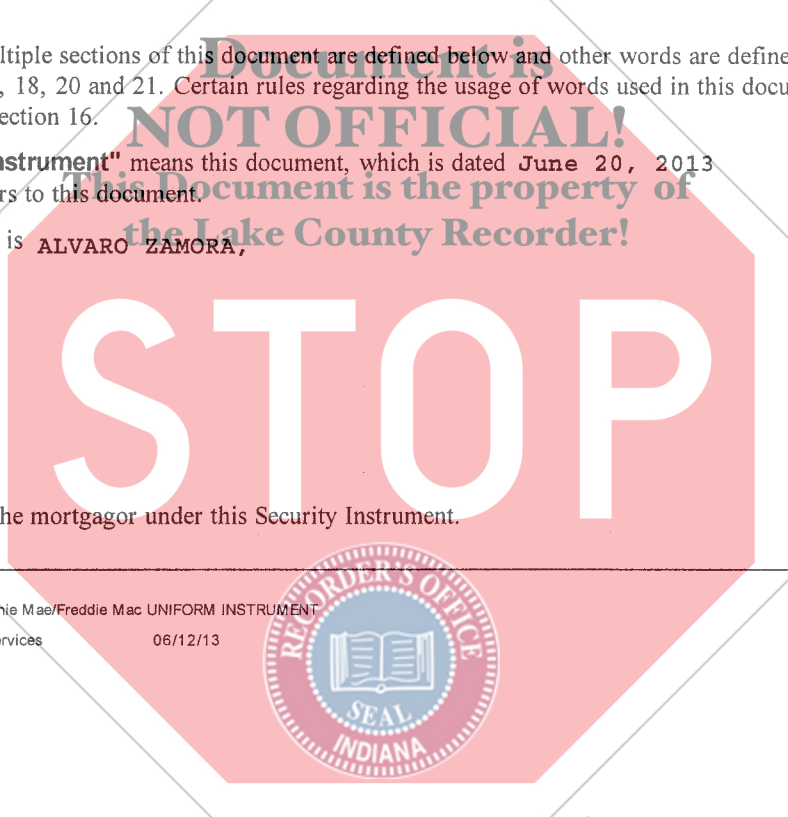 ltiple sections of this document are defined below and other words are define
, 18, 20 and 21. Certain rules regarding the usage of words used in this docu
ection 16.
nstrument" means this document, which is dated June 20, 2013
rs to this document.
is ALVARO ZAMORA,
Document is
NOT OFFICIAL!
This Document is the property of
the Lake County Recorder!
STOP
he mortgagor under this Security Instrument.
nie Mae/Freddie Mac UNIFORM INSTRUMENT
rvices 06/12/13
RECORDER'S OFFICE
SEAL
INDIANA